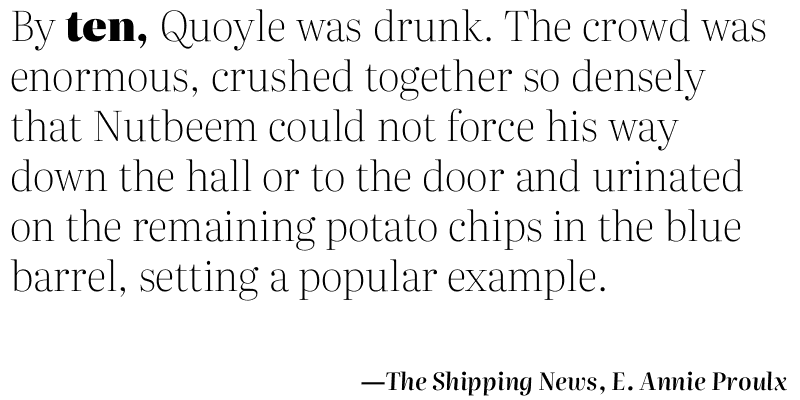 By ten, Quoyle was drunk. The crowd was
enormous, crushed together so densely
that Nutbeem could not force his way
down the hall or to the door and urinated
on the remaining potato chips in the blue
barrel, setting a popular example.
—The Shipping News, E. Annie Proulx